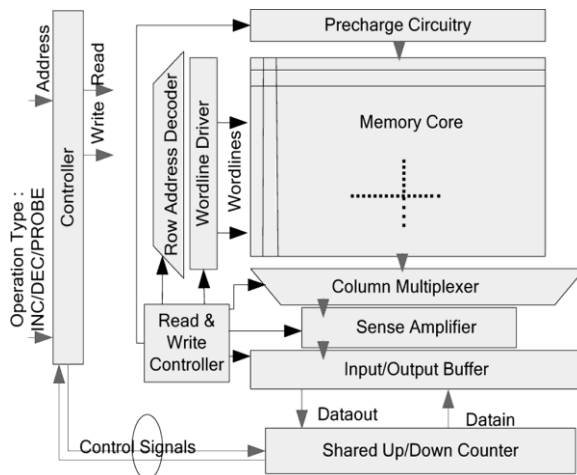 Precharge Circuitry
Address
Read
Write
Controller
Operation Type :
INC/DEC/PROBE
Row Address Decoder
Wordline Driver
Wordlines
Memory Core
Column Multiplexer
Read &
Write
Controller
Sense Amplifier
Input/Output Buffer
Dataout
Datain
Control Signals
Shared Up/Down Counter